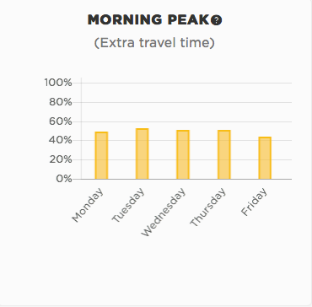 MORNING PEAK?
(Extra travel time)
100%
80%
60%
40%
20%
0%
Monday
Tuesday
Wednesday
Thursday
Friday